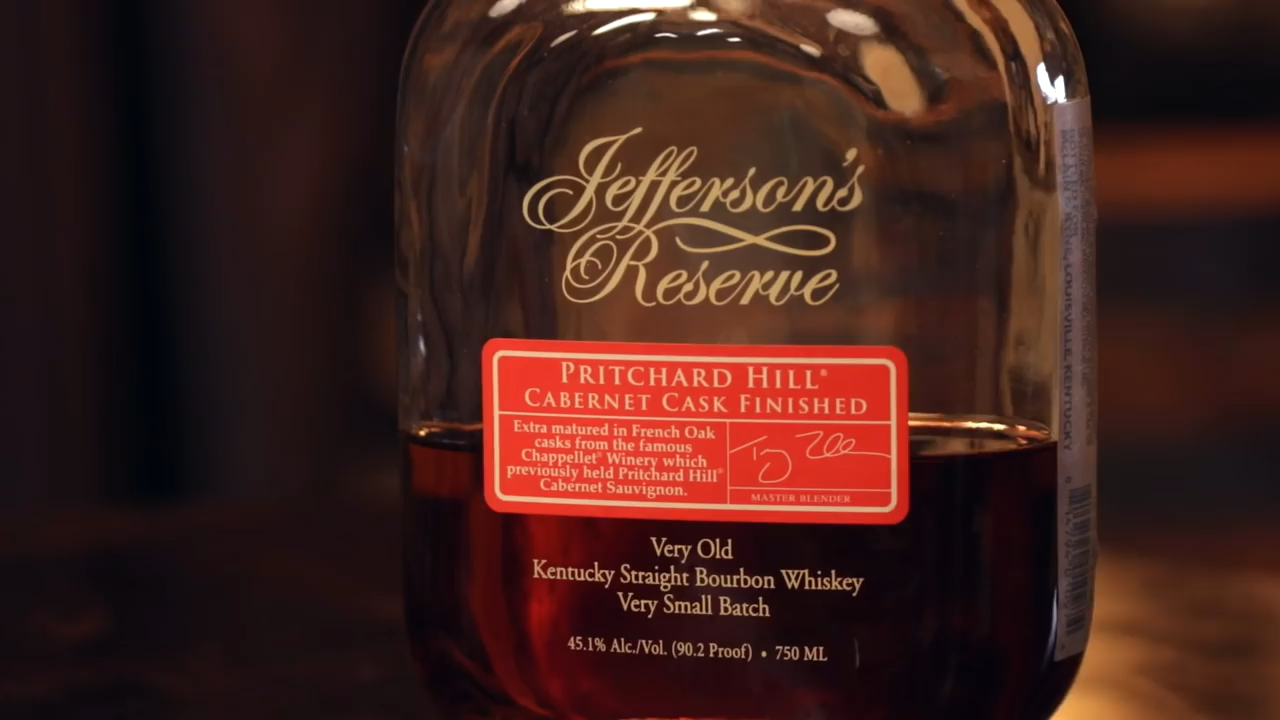 Jefferson's
Reserve
PRITCHARD HILL®
CABERNET CASK FINISHED
Extra matured in French Oak
casks from the famous
Chappellet® Winery which
previously held Pritchard Hill®
Cabernet Sauvignon.
MASTER BLENDER
Very Old
Kentucky Straight Bourbon Whiskey
Very Small Batch
45.1% Alc./Vol. (90.2 Proof) • 750 ML
LOUISVILLE, KENTUCKY